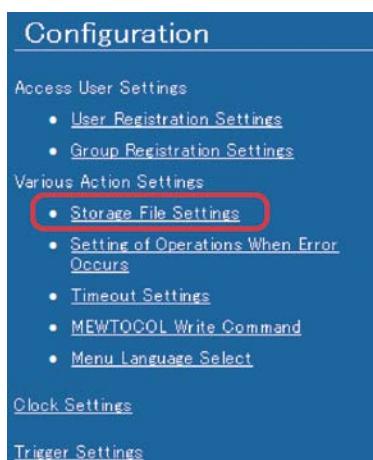 Configuration
Access User Settings
User Registration Settings
Group Registration Settings
Various Action Settings
Storage File Settings
Setting of Operations When Error
Occurs
Timeout Settings
MEWTOCOL Write Command
Menu Language Select
Clock Settings
Trigger Settings